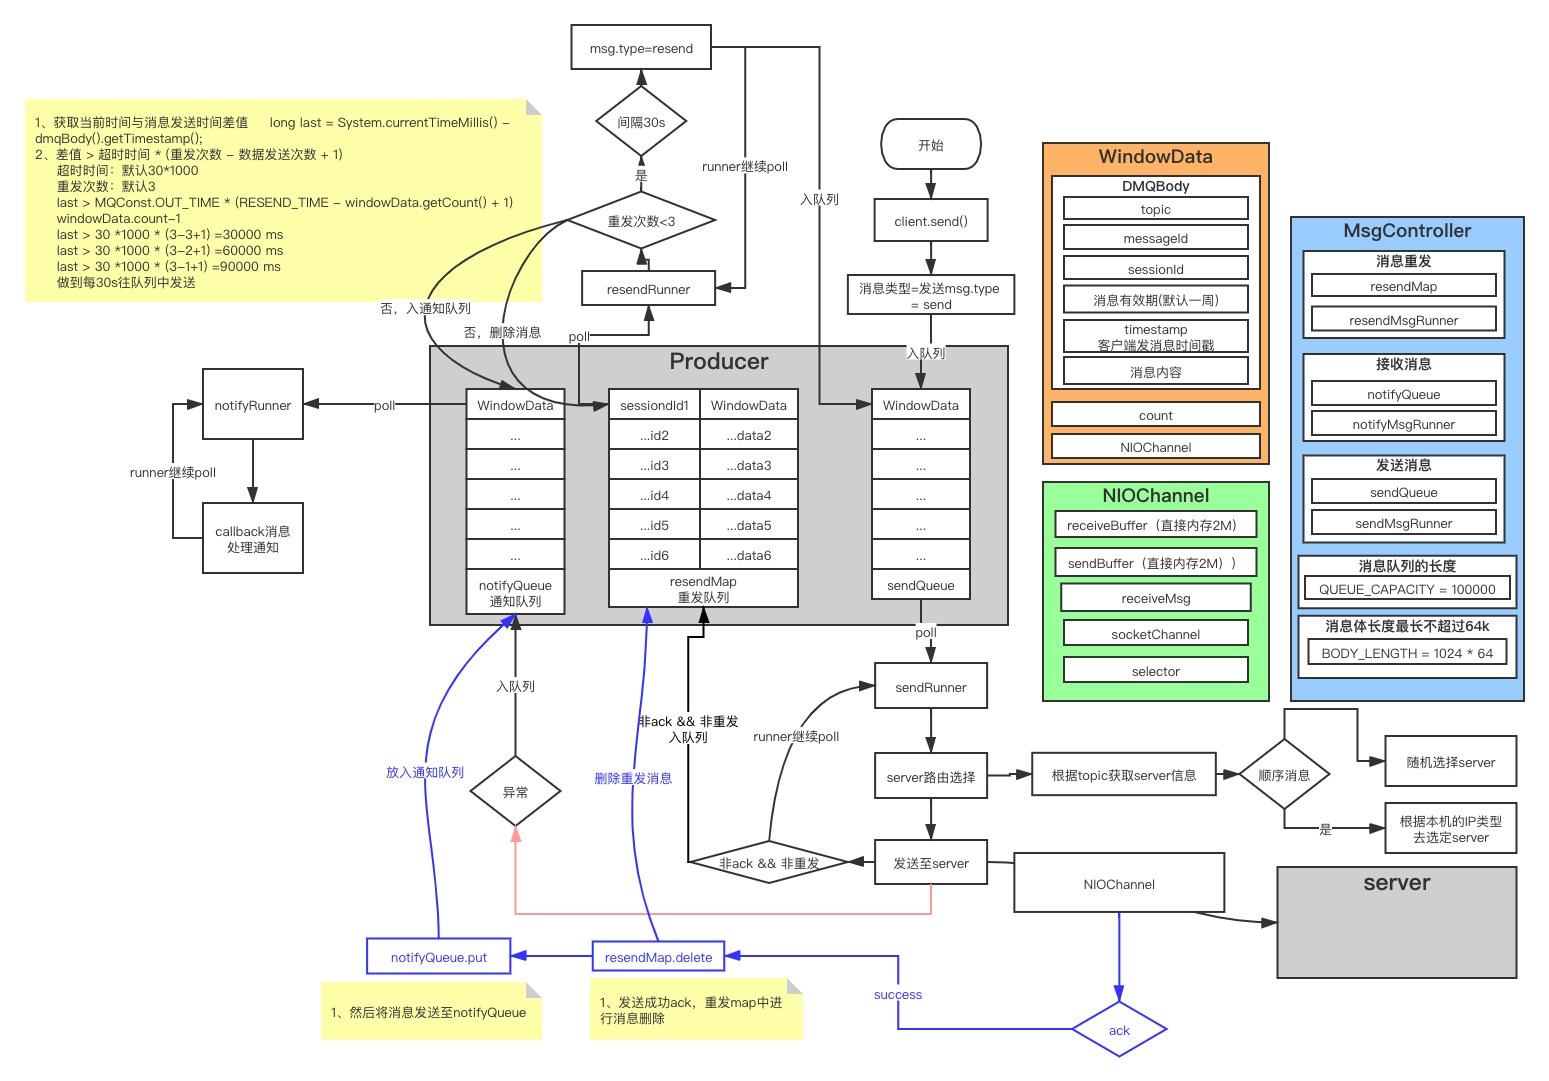 msg.type=resend
间隔30s
是
重发次数<3
resendRunner
runner继续poll
入队列
1、获取当前时间与消息发送时间差值      long last = System.currentTimeMillis() –
dmqBody().getTimestamp();
2、差值 > 超时时间 * (重发次数 – 数据发送次数 + 1)
超时时间：默认30*1000
重发次数：默认3
last > MQConst.OUT_TIME * (RESEND_TIME – windowData.getCount() + 1)
windowData.count–1
last > 30 *1000 * (3–3+1) =30000 ms
last > 30 *1000 * (3–2+1) =60000 ms
last > 30 *1000 * (3–1+1) =90000 ms
做到每30s往队列中发送
否，入通知队列
否，删除消息
poll
开始
client.send()
消息类型=发送msg.type
= send
入队列
Producer
WindowData
...
...
...
...
...
notifyQueue
通知队列
sessiondId1
WindowData
...id2
...data2
...id3
...data3
...id4
...data4
...id5
...data5
...id6
...data6
resendMap
重发队列
WindowData
...
...
...
...
...
sendQueue
poll
notifyRunner
poll
runner继续poll
callback消息
处理通知
WindowData
DMQBody
topic
messageId
sessionId
消息有效期(默认一周)
timestamp
客户端发消息时间戳
消息内容
count
NIOChannel
NIOChannel
receiveBuffer（直接内存2M）
sendBuffer（直接内存2M））
receiveMsg
socketChannel
selector
MsgController
消息重发
resendMap
resendMsgRunner
接收消息
notifyQueue
notifyMsgRunner
发送消息
sendQueue
sendMsgRunner
消息队列的长度
QUEUE_CAPACITY = 100000
消息体长度最长不超过64k
BODY_LENGTH = 1024 * 64
sendRunner
runner继续poll
server路由选择
根据topic获取server信息
顺序消息
随机选择server
是
根据本机的IP类型
去选定server
发送至server
非ack && 非重发
非ack && 非重发
入队列
NIOChannel
server
入队列
异常
放入通知队列
删除重发消息
notifyQueue.put
resendMap.delete
success
ack
1、然后将消息发送至notifyQueue
1、发送成功ack，重发map中进
行消息删除